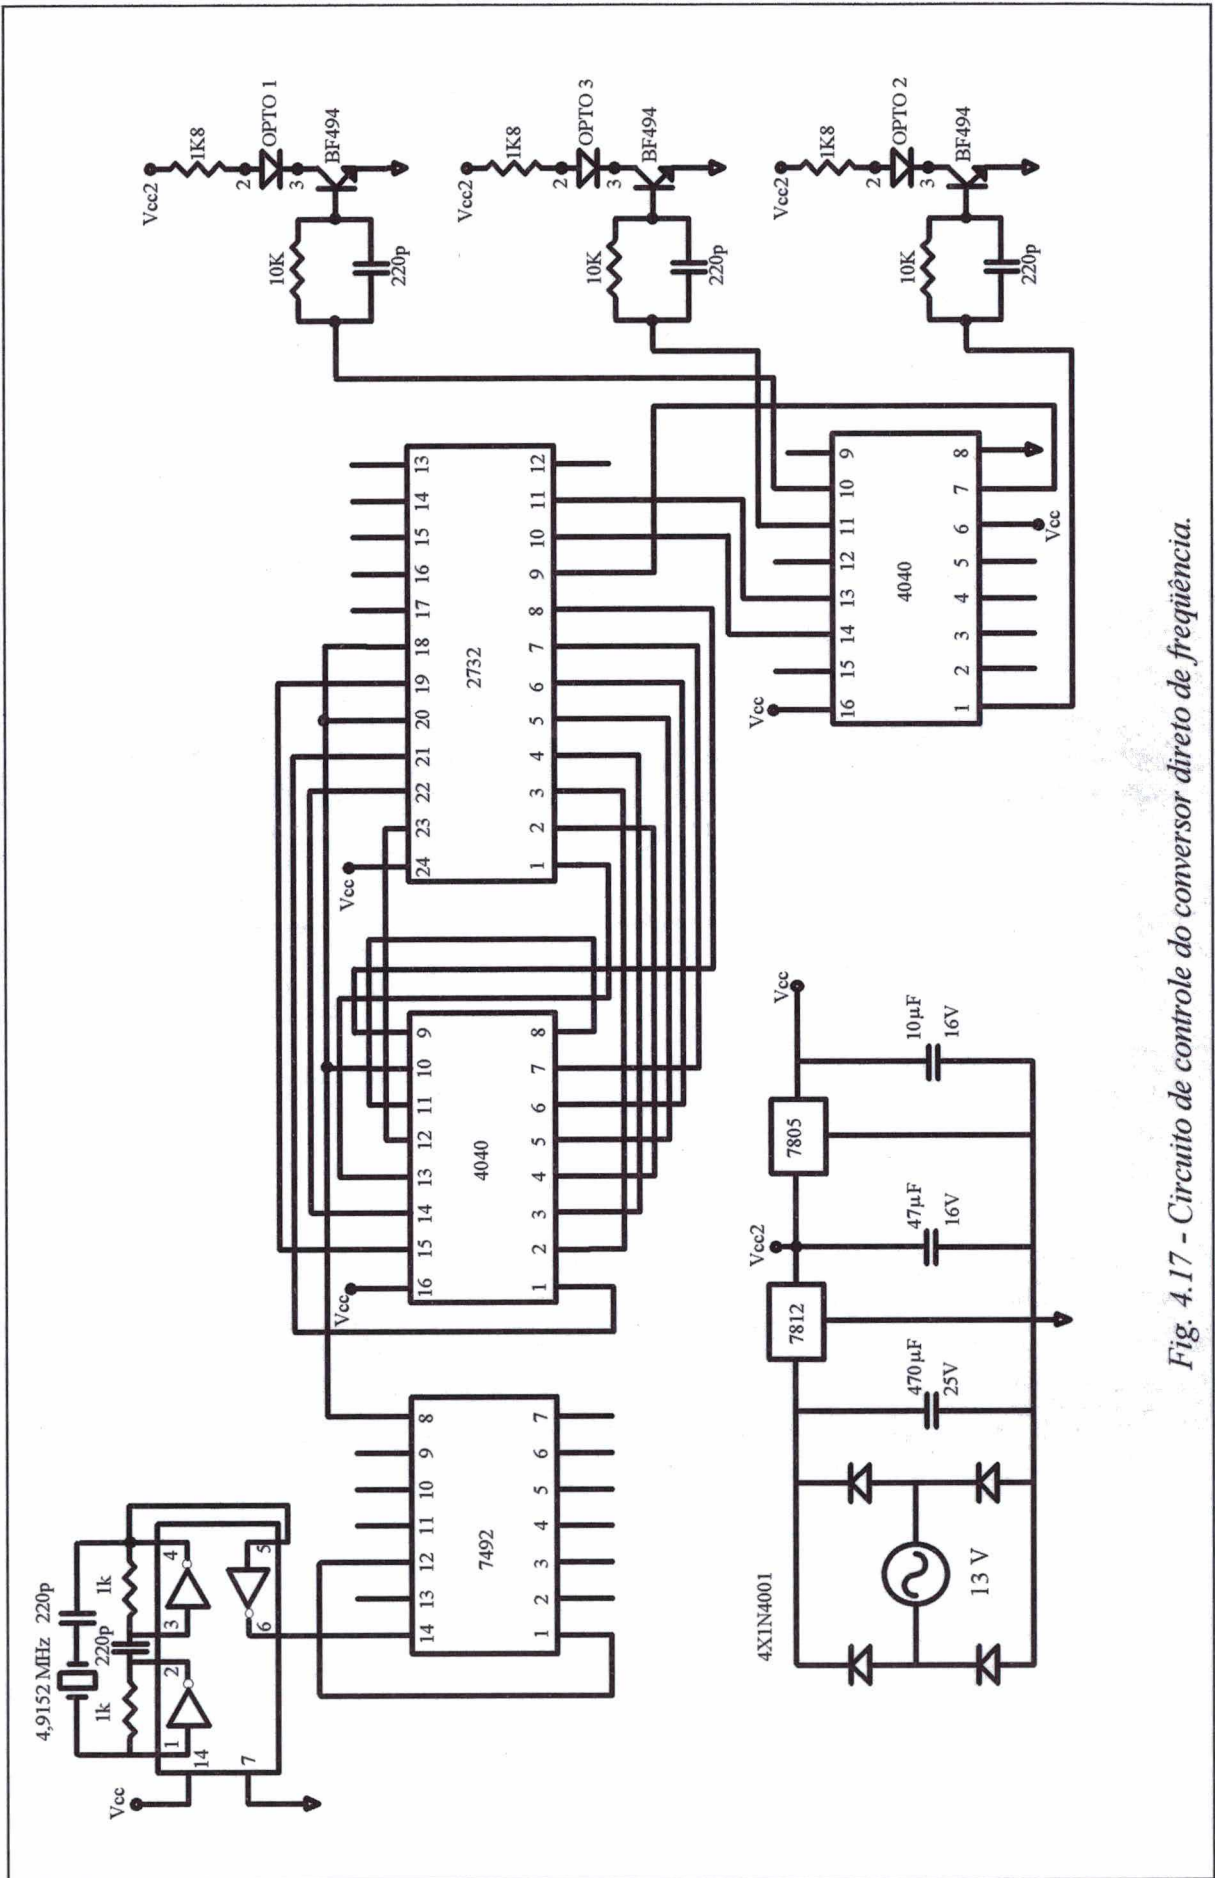 4,9152 MHz 220p
1k
220p
1k
1
2
3
4
5
6
14
7
Vcc
14 13 12 11 10 9 8
7492
1 2 3 4 5 6 7
Vcc
16 15 14 13 12 11 10 9
4040
1 2 3 4 5 6 7 8
Vcc
24 23 22 21 20 19 18 17 16 15 14 13
2732
1 2 3 4 5 6 7 8 9 10 11 12
Vcc2
1K8
2
OPTO 1
3
BF494
10K
220p
Vcc2
1K8
2
OPTO 3
3
BF494
10K
220p
Vcc2
1K8
2
OPTO 2
3
BF494
10K
220p
Vcc
16 15 14 13 12 11 10 9
4040
1 2 3 4 5 6 7 8
Vcc
4X1N4001
13 V
470µF
25V
7812
Vcc2
47µF
16V
7805
Vcc
10µF
16V
Fig. 4.17 - Circuito de controle do conversor direto de freqüência.